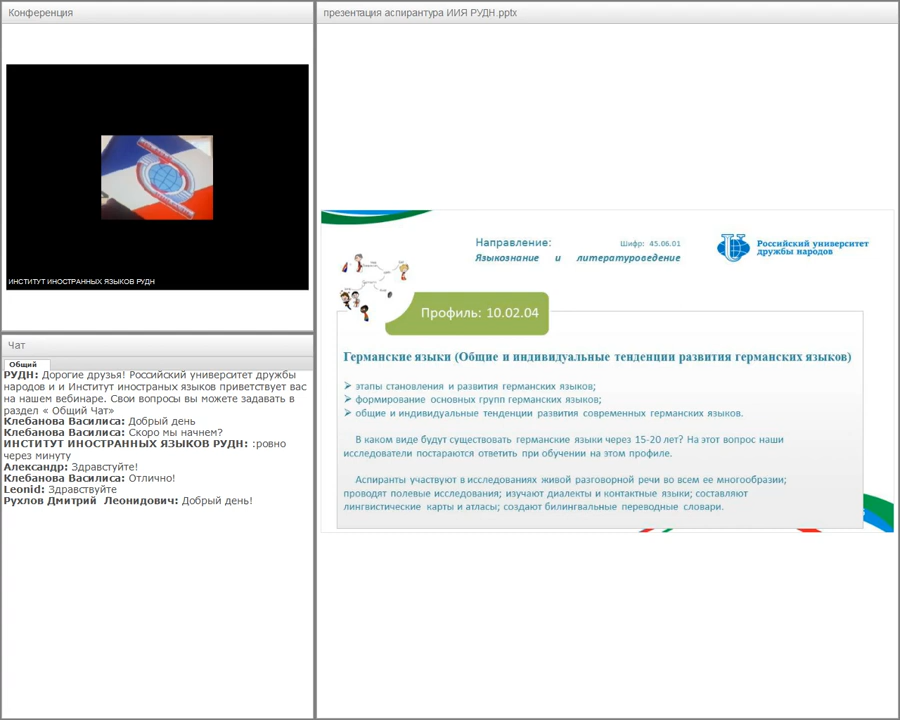 Конференция
ИНСТИТУТ ИНОСТРАННЫХ ЯЗЫКОВ РУДН
Чат
Общий
РУДН: Дорогие друзья! Российский университет дружбы
народов и и Институт иностраных языков приветствует вас
на нашем вебинаре. Свои вопросы вы можете задавать в
раздел « Общий Чат»
Клебанова Василиса: Добрый день
Клебанова Василиса: Скоро мы начнем?
ИНСТИТУТ ИНОСТРАННЫХ ЯЗЫКОВ РУДН: :ровно
через минуту
Александр: Здравстуйте!
Клебанова Василиса: Отлично!
Leonid: Здравствуйте
Рухлов Дмитрий Леонидович: Добрый день!
презентация аспирантура ИИЯ РУДН.pptx
Направление: Шифр: 45.06.01
Языкознание и литературоведение
Российский университет
дружбы народов
Профиль: 10.02.04
Германские языки (Общие и индивидуальные тенденции развития германских языков)
➢ этапы становления и развития германских языков;
➢ формирование основных групп германских языков;
➢ общие и индивидуальные тенденции развития современных германских языков.
В каком виде будут существовать германские языки через 15-20 лет? На этот вопрос наши
исследователи постараются ответить при обучении на этом профиле.
Аспиранты участвуют в исследованиях живой разговорной речи во всем ее многообразии;
проводят полевые исследования; изучают диалекты и контактные языки; составляют
лингвистические карты и атласы; создают билингвальные переводные словари.